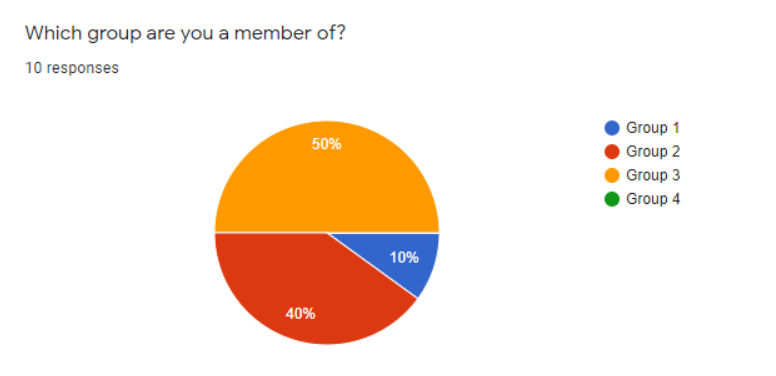 Which group are you a member of?
10 responses
50%
10%
40%
Group 1
Group 2
Group 3
Group 4